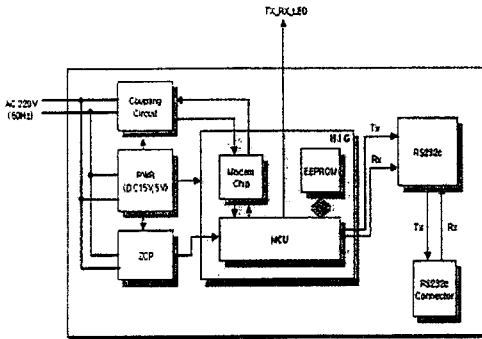 TX_RX_LED
AC 220V
(60Hz)
Coupling
Circuit
PWR
(DC15V,5V)
ZCP
Modem
Chip
EEPROM
MCU
Tx
Rx
RS232c
Tx
Rx
RS232c
Connector